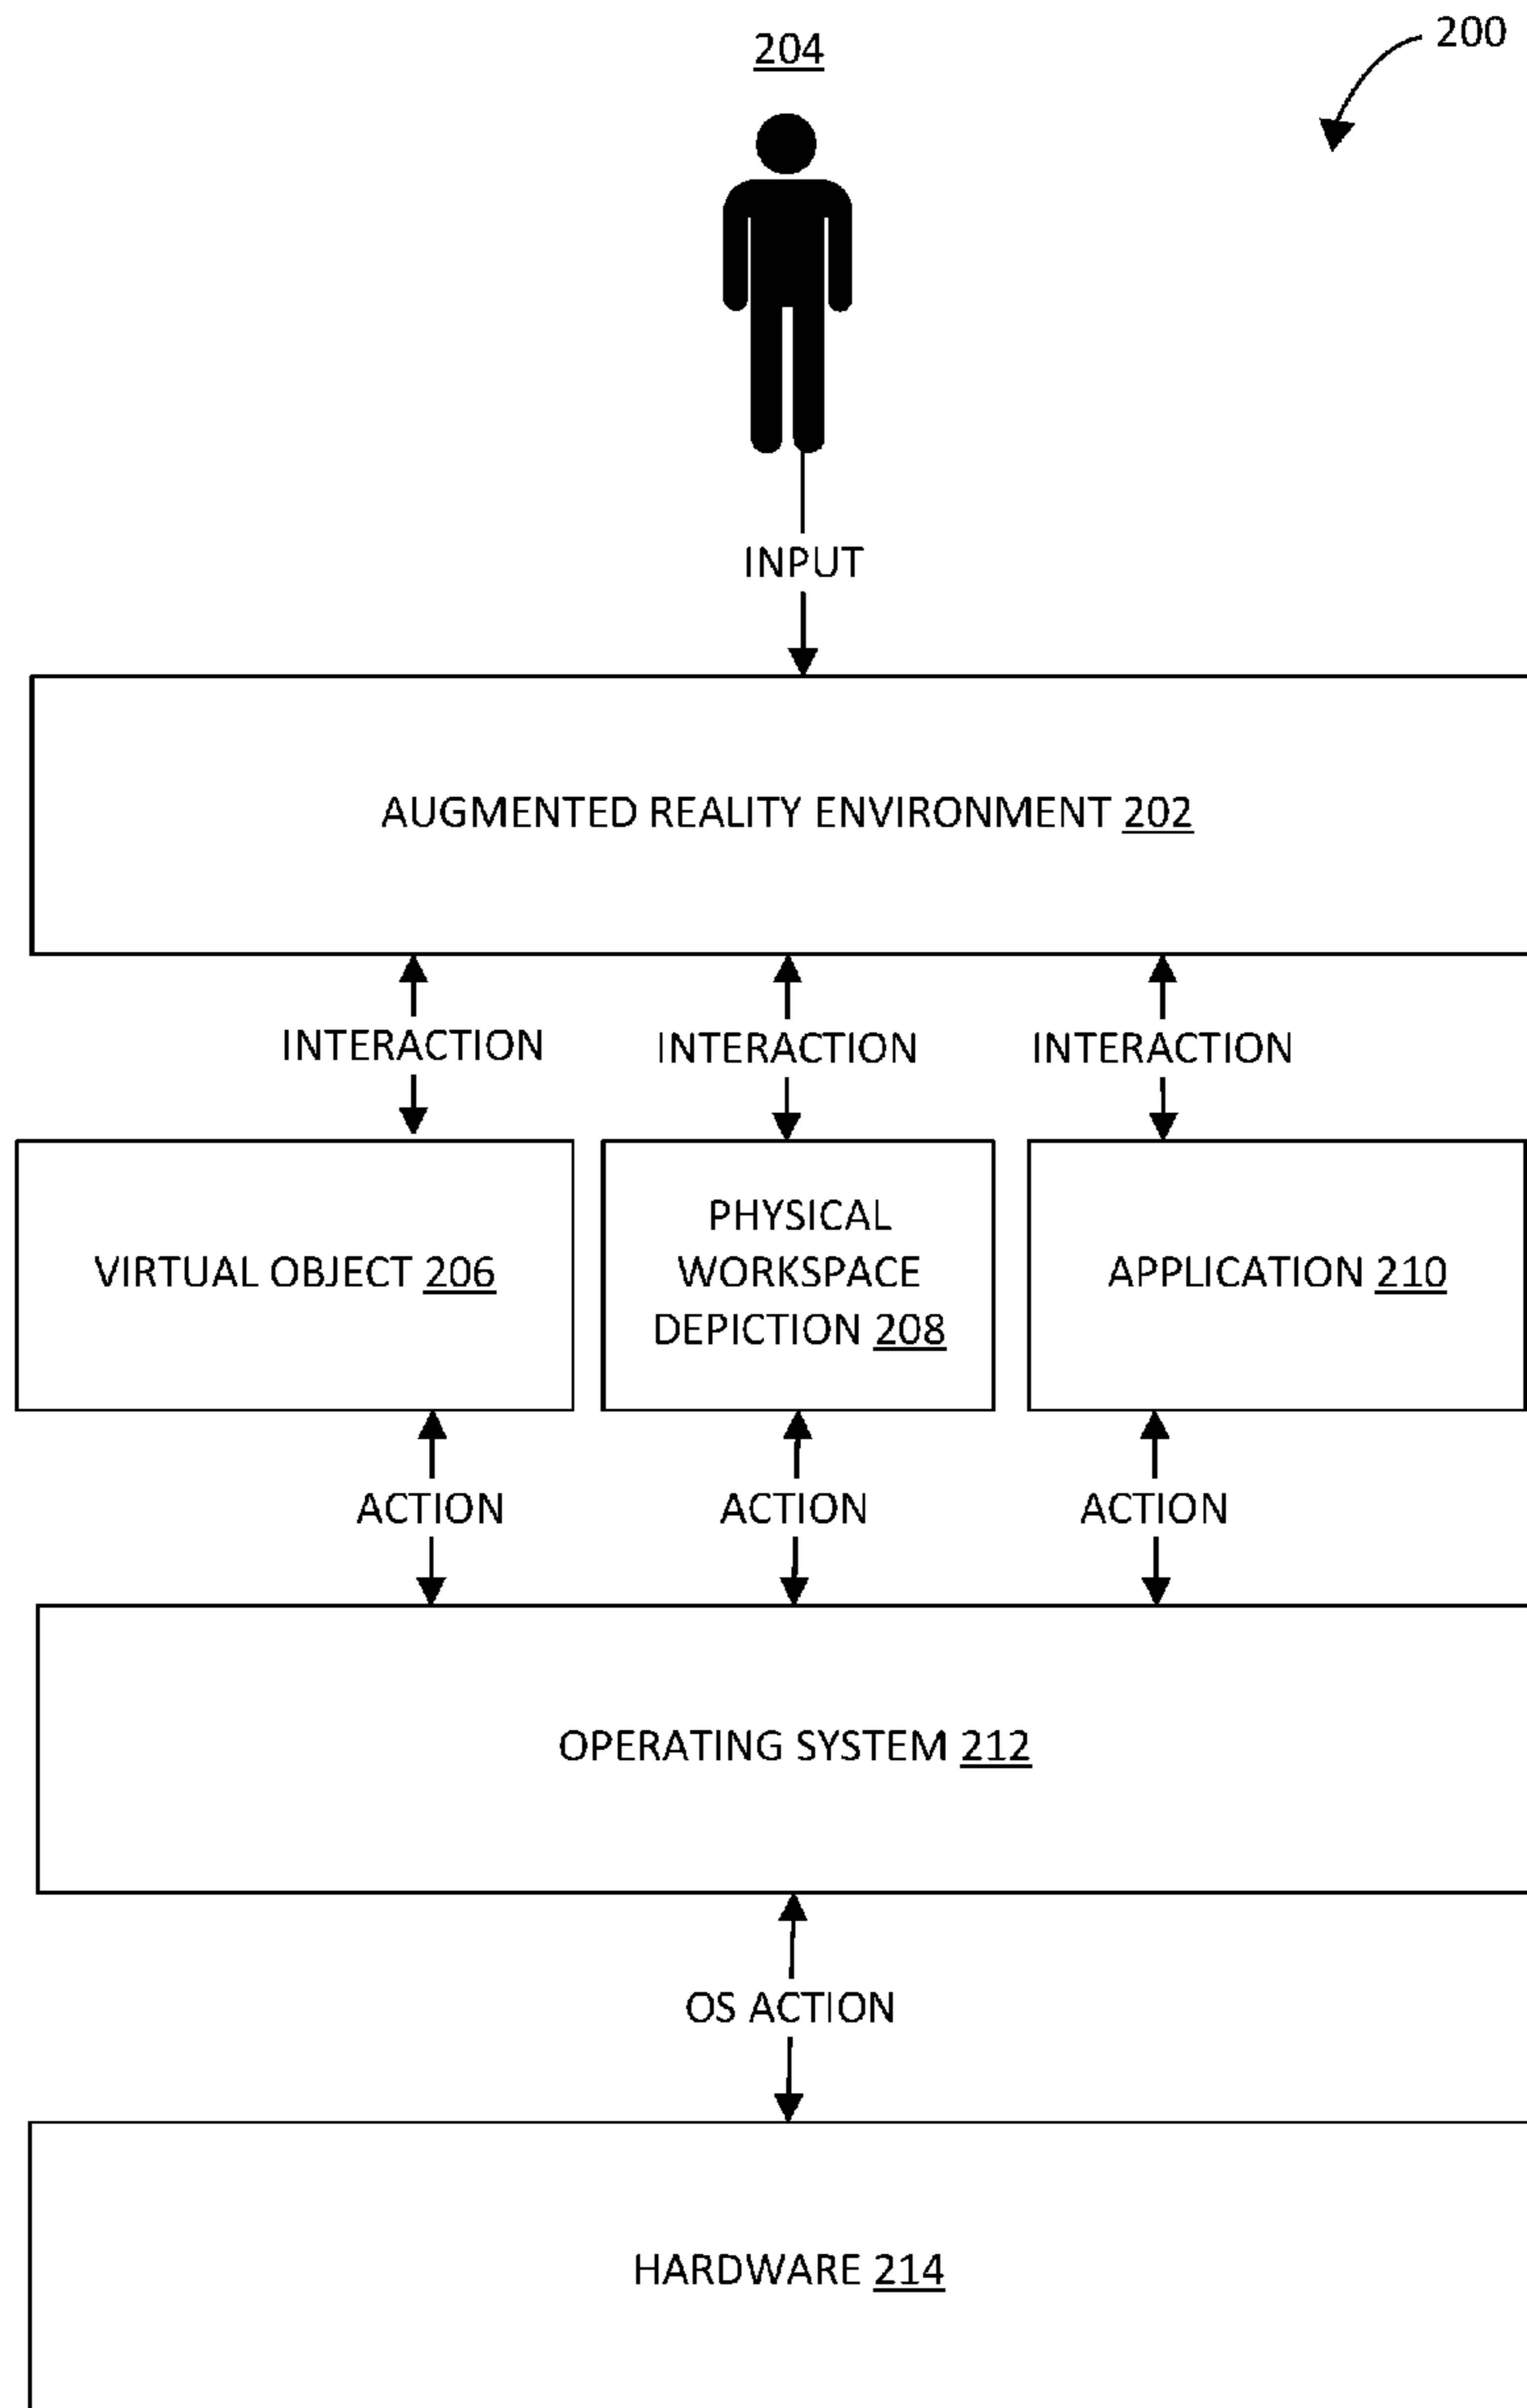 200
204
INPUT
AUGMENTED REALITY ENVIRONMENT 202
INTERACTION
INTERACTION
INTERACTION
VIRTUAL OBJECT 206
PHYSICAL
WORKSPACE
DEPICTION 208
APPLICATION 210
ACTION
ACTION
ACTION
OPERATING SYSTEM 212
OS ACTION
HARDWARE 214